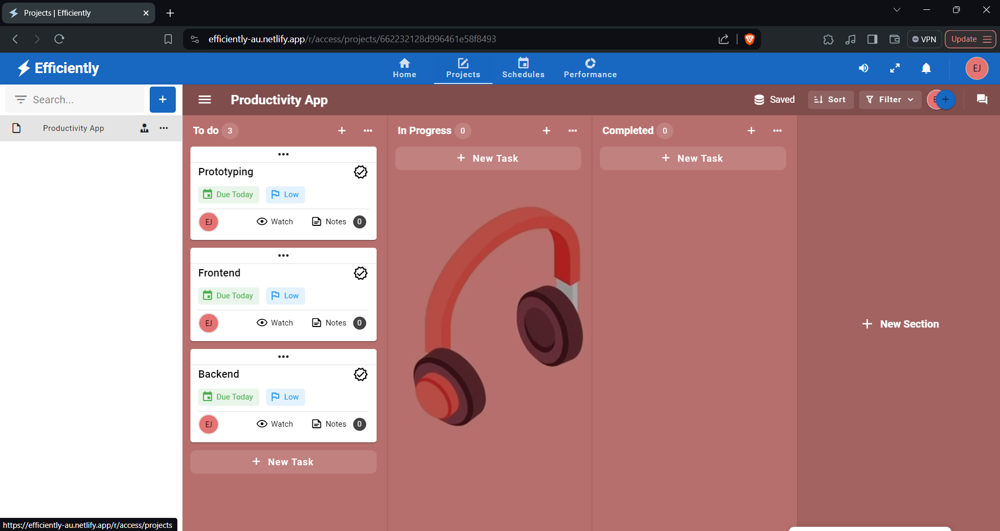 Projects | Efficiently
efficiently-au.netlify.app/r/access/projects/662232128d996461e58f8493
VPN
Update
Efficiently
Home
Projects
Schedules
Performance
EJ
Search...
Productivity App
Saved
Sort
Filter
Productivity App
To do 3
In Progress 0
Completed 0
Prototyping
Due Today
Low
EJ
Watch
Notes 0
Frontend
Due Today
Low
EJ
Watch
Notes 0
Backend
Due Today
Low
EJ
Watch
Notes 0
+ New Task
+ New Task
+ New Task
+ New Section
https://efficiently-au.netlify.app/r/access/projects